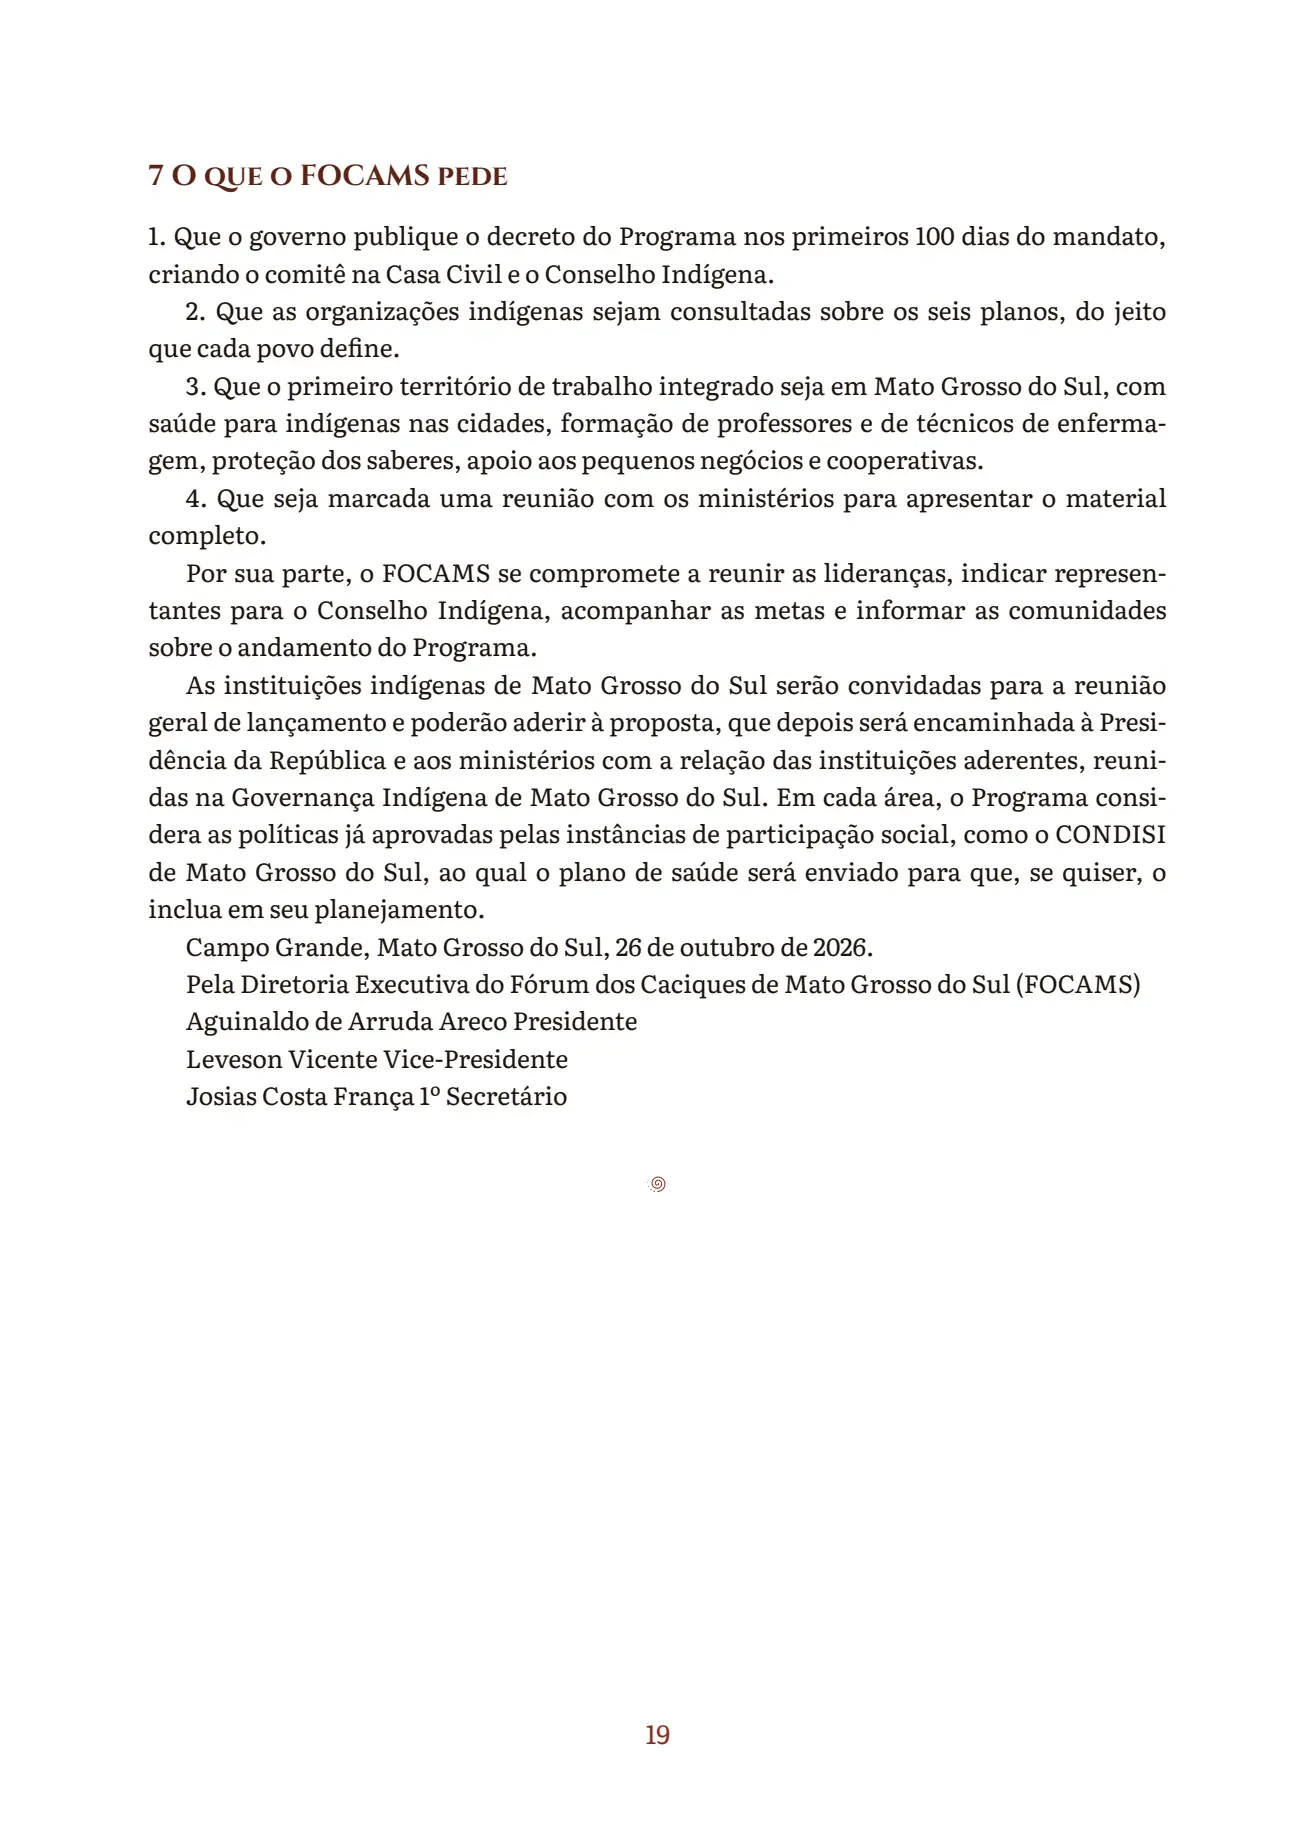 7 O que o FOCAMS pede
1. Que o governo publique o decreto do Programa nos primeiros 100 dias do mandato,
criando o comitê na Casa Civil e o Conselho Indígena.
2. Que as organizações indígenas sejam consultadas sobre os seis planos, do jeito
que cada povo define.
3. Que o primeiro território de trabalho integrado seja em Mato Grosso do Sul, com
saúde para indígenas nas cidades, formação de professores e de técnicos de enferma-
gem, proteção dos saberes, apoio aos pequenos negócios e cooperativas.
4. Que seja marcada uma reunião com os ministérios para apresentar o material
completo.
Por sua parte, o FOCAMS se compromete a reunir as lideranças, indicar represen-
tantes para o Conselho Indígena, acompanhar as metas e informar as comunidades
sobre o andamento do Programa.
As instituições indígenas de Mato Grosso do Sul serão convidadas para a reunião
geral de lançamento e poderão aderir à proposta, que depois será encaminhada à Presi-
dência da República e aos ministérios com a relação das instituições aderentes, reuni-
das na Governança Indígena de Mato Grosso do Sul. Em cada área, o Programa consi-
dera as políticas já aprovadas pelas instâncias de participação social, como o CONDISI
de Mato Grosso do Sul, ao qual o plano de saúde será enviado para que, se quiser, o
inclua em seu planejamento.
Campo Grande, Mato Grosso do Sul, 26 de outubro de 2026.
Pela Diretoria Executiva do Fórum dos Caciques de Mato Grosso do Sul (FOCAMS)
Aguinaldo de Arruda Areco Presidente
Leveson Vicente Vice-Presidente
Josias Costa França 1º Secretário
19